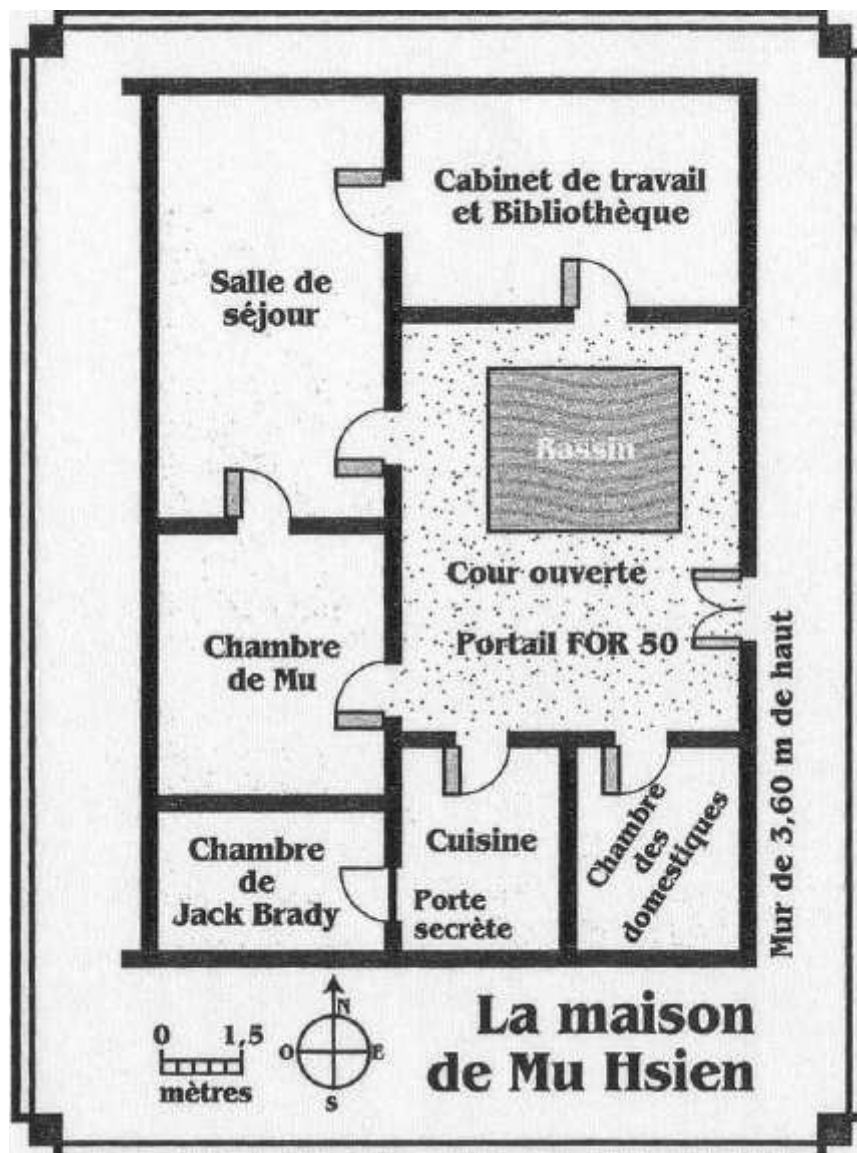 Cabinet de travail
et Bibliothèque
Salle de
séjour
Bassin
Cour ouverte
Portail FOR 50
Chambre
de Mu
Mur de 3,60 m de haut
Chambre
de
Jack Brady
Cuisine
Porte
secrète
Chambre
des
domestiques
0 1,5
mètres
N
O E
S
La maison
de Mu Hsien